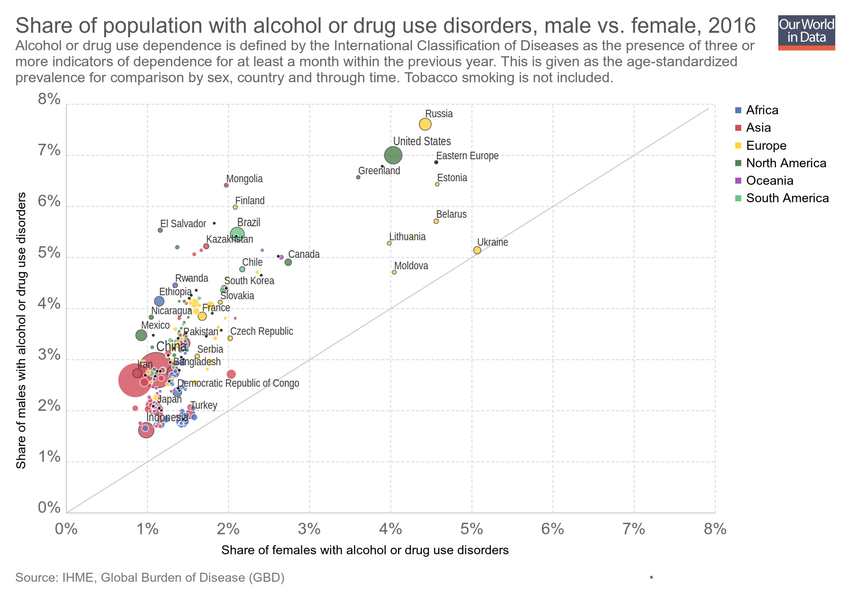 Share of population with alcohol or drug use disorders, male vs. female, 2016
Our World
in Data
Alcohol or drug use dependence is defined by the International Classification of Diseases as the presence of three or
more indicators of dependence for at least a month within the previous year. This is given as the age-standardized
prevalence for comparison by sex, country and through time. Tobacco smoking is not included.
8%
7%
6%
5%
4%
3%
2%
1%
0%
Share of males with alcohol or drug use disorders
Russia
United States
Eastern Europe
Greenland
Estonia
Mongolia
Finland
Belarus
El Salvador
Brazil
Kazakhstan
Lithuania
Ukraine
Canada
Chile
Moldova
Rwanda
South Korea
Ethiopia
Slovakia
Nicaragua
France
Mexico
Pakistan
Czech Republic
China
Serbia
Iran
Bangladesh
Democratic Republic of Congo
Japan
Turkey
Indonesia
0%
1%
2%
3%
4%
5%
6%
7%
8%
Share of females with alcohol or drug use disorders
Africa
Asia
Europe
North America
Oceania
South America
Source: IHME, Global Burden of Disease (GBD)